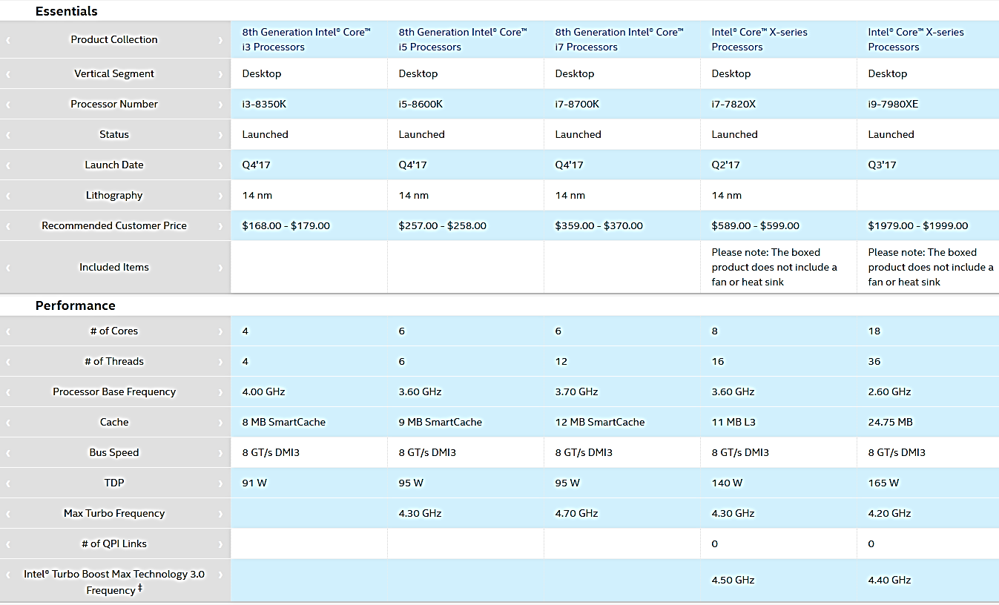 Essentials
Product Collection 8th Generation Intel® Core™ i3 Processors 8th Generation Intel® Core™ i5 Processors 8th Generation Intel® Core™ i7 Processors Intel® Core™ X-series Processors Intel® Core™ X-series Processors
Vertical Segment Desktop Desktop Desktop Desktop Desktop
Processor Number i3-8350K i5-8600K i7-8700K i7-7820X i9-7980XE
Status Launched Launched Launched Launched Launched
Launch Date Q4'17 Q4'17 Q4'17 Q2'17 Q3'17
Lithography 14 nm 14 nm 14 nm 14 nm
Recommended Customer Price $168.00 - $179.00 $257.00 - $258.00 $359.00 - $370.00 $589.00 - $599.00 $1979.00 - $1999.00
Included Items Please note: The boxed product does not include a fan or heat sink Please note: The boxed product does not include a fan or heat sink
Performance
# of Cores 4 6 6 8 18
# of Threads 4 6 12 16 36
Processor Base Frequency 4.00 GHz 3.60 GHz 3.70 GHz 3.60 GHz 2.60 GHz
Cache 8 MB SmartCache 9 MB SmartCache 12 MB SmartCache 11 MB L3 24.75 MB
Bus Speed 8 GT/s DMI3 8 GT/s DMI3 8 GT/s DMI3 8 GT/s DMI3 8 GT/s DMI3
TDP 91 W 95 W 95 W 140 W 165 W
Max Turbo Frequency 4.30 GHz 4.70 GHz 4.30 GHz 4.20 GHz
# of QPI Links 0 0
Intel® Turbo Boost Max Technology 3.0 Frequency ‡ 4.50 GHz 4.40 GHz